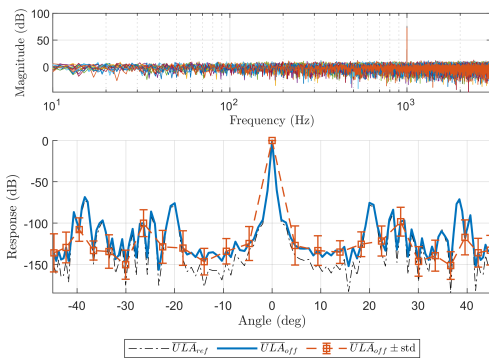 Magnitude (dB)
100
50
0
10^1
10^2
10^3
Frequency (Hz)
Response (dB)
0
-50
-100
-150
-40
-30
-20
-10
0
10
20
30
40
Angle (deg)
ULA_ref
ULA_off
ULA_off ± std